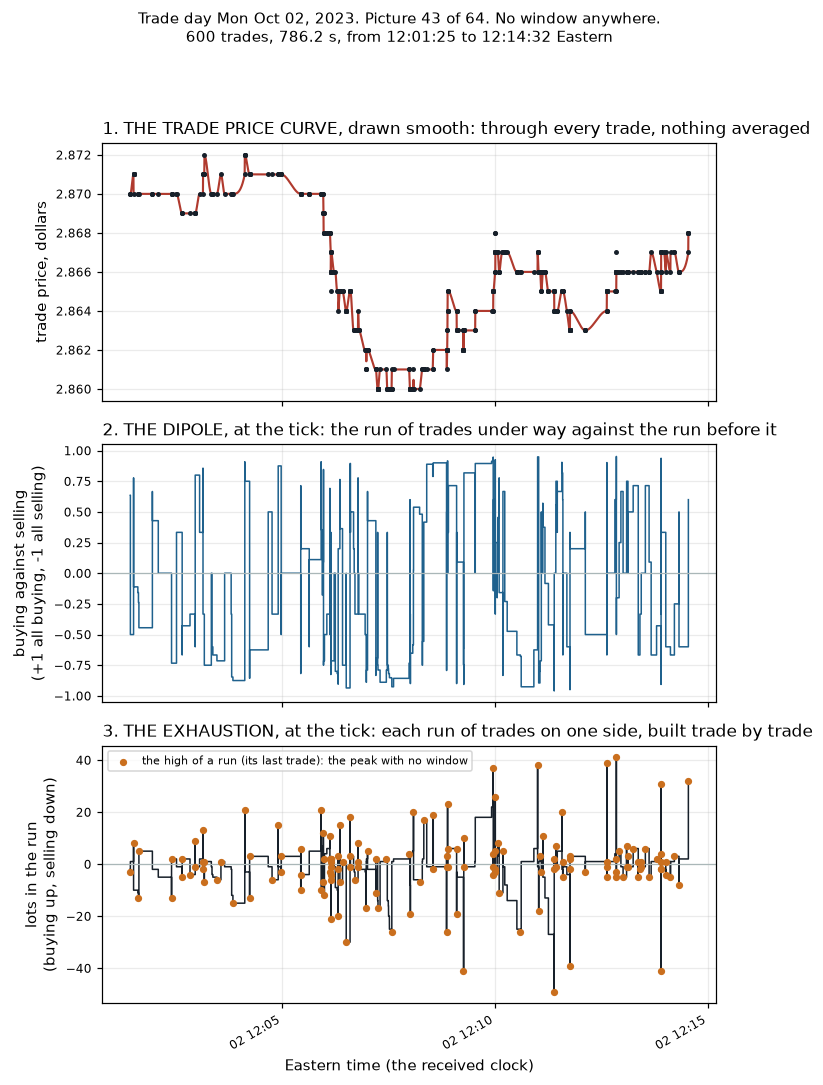 Trade day Mon Oct 02, 2023. Picture 43 of 64. No window anywhere.
600 trades, 786.2 s, from 12:01:25 to 12:14:32 Eastern
1. THE TRADE PRICE CURVE, drawn smooth: through every trade, nothing averaged
trade price, dollars
2.872
2.870
2.868
2.866
2.864
2.862
2.860
2. THE DIPOLE, at the tick: the run of trades under way against the run before it
buying against selling
(+1 all buying, -1 all selling)
1.00
0.75
0.50
0.25
0.00
−0.25
−0.50
−0.75
−1.00
3. THE EXHAUSTION, at the tick: each run of trades on one side, built trade by trade
the high of a run (its last trade): the peak with no window
lots in the run
(buying up, selling down)
40
20
0
−20
−40
02 12:05
02 12:10
02 12:15
Eastern time (the received clock)